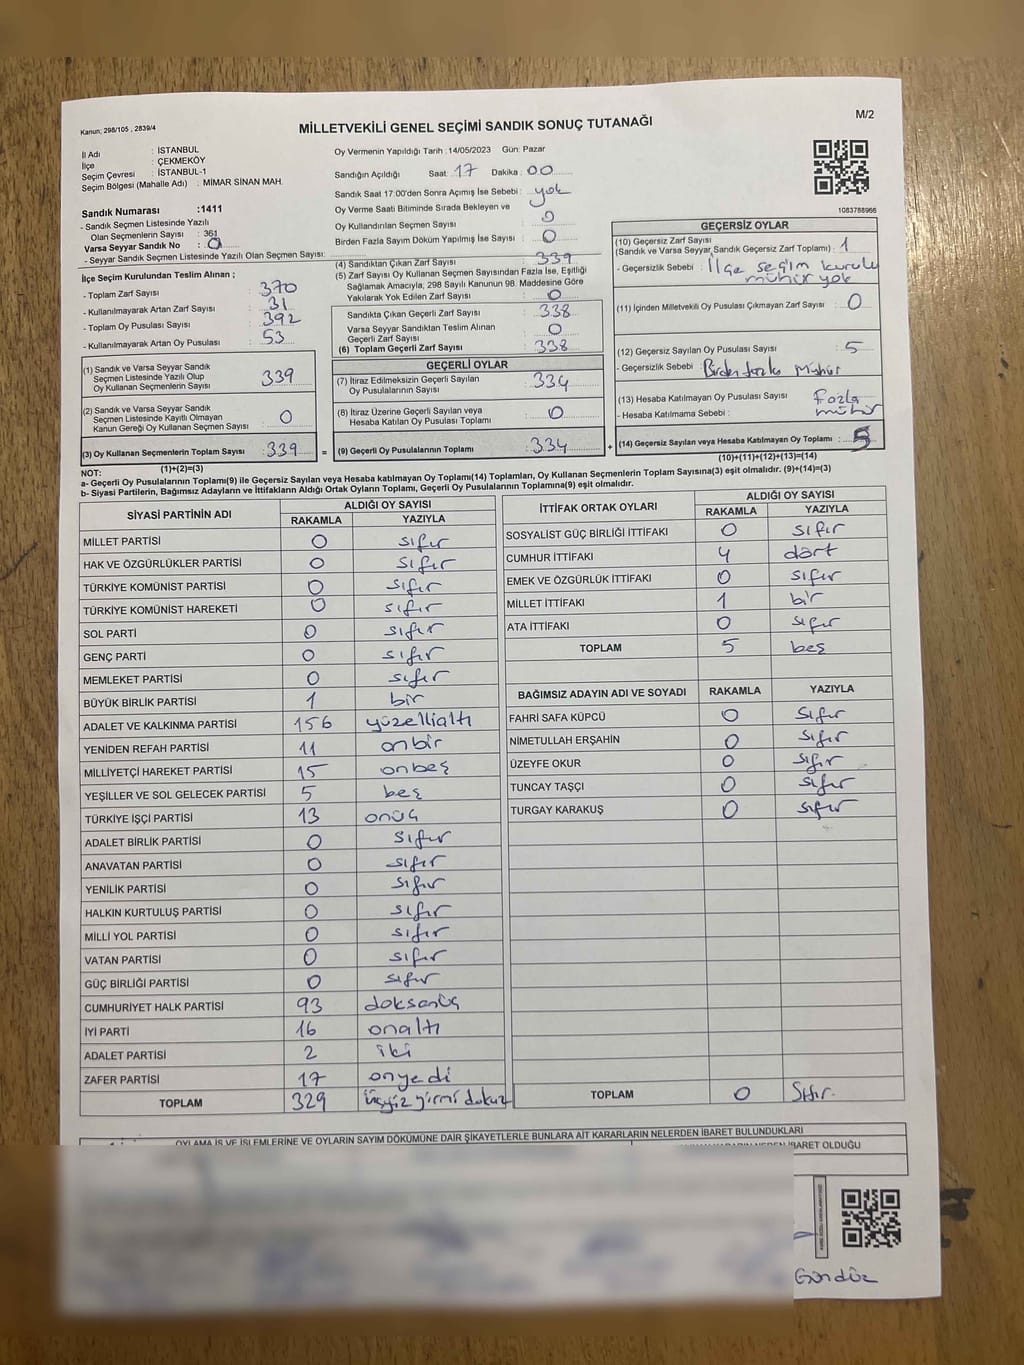 Kanun; 298/105 , 2839/4
MİLLETVEKİLİ GENEL SEÇİMİ SANDIK SONUÇ TUTANAĞI
M/2
İl Adı : İSTANBUL
İlçe : ÇEKMEKÖY
Seçim Çevresi : İSTANBUL-1
Seçim Bölgesi (Mahalle Adı) : MİMAR SİNAN MAH.
Sandık Numarası :1411
- Sandık Seçmen Listesinde Yazılı
Olan Seçmenlerin Sayısı : 361
Varsa Seyyar Sandık No : 0
- Seyyar Sandık Seçmen Listesinde Yazılı Olan Seçmen Sayısı:
Oy Vermenin Yapıldığı Tarih :14/05/2023 Gün: Pazar
Sandığın Açıldığı Saat: 17 Dakika : 00
Sandık Saat 17:00'den Sonra Açımış İse Sebebi : yok
Oy Verme Saati Bitiminde Sırada Bekleyen ve
Oy Kullandırılan Seçmen Sayısı : 0
Birden Fazla Sayım Döküm Yapılmış İse Sayısı : 0
1083788966
İlçe Seçim Kurulundan Teslim Alınan ;
- Toplam Zarf Sayısı : 370
- Kullanılmayarak Artan Zarf Sayısı : 31
- Toplam Oy Pusulası Sayısı : 392
- Kullanılmayarak Artan Oy Pusulası : 53
(4) Sandıktan Çıkan Zarf Sayısı : 339
(5) Zarf Sayısı Oy Kullanan Seçmen Sayısından Fazla İse, Eşitliği
Sağlamak Amacıyla, 298 Sayılı Kanunun 98. Maddesine Göre
Yakılarak Yok Edilen Zarf Sayısı : 0
Sandıkta Çıkan Geçerli Zarf Sayısı : 338
Varsa Seyyar Sandıktan Teslim Alınan
Geçerli Zarf Sayısı : 0
(6) Toplam Geçerli Zarf Sayısı : 338
GEÇERSİZ OYLAR
(10) Geçersiz Zarf Sayısı
(Sandık ve Varsa Seyyar Sandık Geçersiz Zarf Toplamı) : 1
- Geçersizlik Sebebi : İlçe seçim kurulu
mühür yok
(11) İçinden Milletvekili Oy Pusulası Çıkmayan Zarf Sayısı : 0
(12) Geçersiz Sayılan Oy Pusulası Sayısı : 5
- Geçersizlik Sebebi : Birden fazla mühür
(13) Hesaba Katılmayan Oy Pusulası Sayısı : Fazla
- Hesaba Katılmama Sebebi : mühür
(14) Geçersiz Sayılan veya Hesaba Katılmayan Oy Toplamı : 5
(10)+(11)+(12)+(13)=(14)
(1) Sandık ve Varsa Seyyar Sandık
Seçmen Listesinde Yazılı Olup
Oy Kullanan Seçmenlerin Sayısı : 339
(2) Sandık ve Varsa Seyyar Sandık
Seçmen Listesinde Kayıtlı Olmayan
Kanun Gereği Oy Kullanan Seçmen Sayısı : 0
(3) Oy Kullanan Seçmenlerin Toplam Sayısı : 339 =
(1)+(2)=(3)
GEÇERLİ OYLAR
(7) İtiraz Edilmeksizin Geçerli Sayılan
Oy Pusulalarının Sayısı : 334
(8) İtiraz Üzerine Geçerli Sayılan veya
Hesaba Katılan Oy Pusulası Toplamı : 0
(9) Geçerli Oy Pusulalarının Toplamı : 334 +
NOT:
a- Geçerli Oy Pusulalarının Toplamı(9) ile Geçersiz Sayılan veya Hesaba katılmayan Oy Toplamı(14) Toplamları, Oy Kullanan Seçmenlerin Toplam Sayısına(3) eşit olmalıdır. (9)+(14)=(3)
b- Siyasi Partilerin, Bağımsız Adayların ve İttifakların Aldığı Ortak Oyların Toplamı, Geçerli Oy Pusulalarının Toplamına(9) eşit olmalıdır.
SİYASİ PARTİNİN ADI ALDIĞI OY SAYISI
RAKAMLA YAZIYLA
MİLLET PARTİSİ 0 sıfır
HAK VE ÖZGÜRLÜKLER PARTİSİ 0 sıfır
TÜRKİYE KOMÜNİST PARTİSİ 0 sıfır
TÜRKİYE KOMÜNİST HAREKETİ 0 sıfır
SOL PARTİ 0 sıfır
GENÇ PARTİ 0 sıfır
MEMLEKET PARTİSİ 0 sıfır
BÜYÜK BİRLİK PARTİSİ 1 bir
ADALET VE KALKINMA PARTİSİ 156 yüzellialtı
YENİDEN REFAH PARTİSİ 11 onbir
MİLLİYETÇİ HAREKET PARTİSİ 15 onbeş
YEŞİLLER VE SOL GELECEK PARTİSİ 5 beş
TÜRKİYE İŞÇİ PARTİSİ 13 onüç
ADALET BİRLİK PARTİSİ 0 sıfır
ANAVATAN PARTİSİ 0 sıfır
YENİLİK PARTİSİ 0 sıfır
HALKIN KURTULUŞ PARTİSİ 0 sıfır
MİLLİ YOL PARTİSİ 0 sıfır
VATAN PARTİSİ 0 sıfır
GÜÇ BİRLİĞİ PARTİSİ 0 sıfır
CUMHURİYET HALK PARTİSİ 93 doksanüç
İYİ PARTİ 16 onaltı
ADALET PARTİSİ 2 iki
ZAFER PARTİSİ 17 onyedi
TOPLAM 329 üçyüz yirmi dokuz
İTTİFAK ORTAK OYLARI ALDIĞI OY SAYISI
RAKAMLA YAZIYLA
SOSYALİST GÜÇ BİRLİĞİ İTTİFAKI 0 sıfır
CUMHUR İTTİFAKI 4 dört
EMEK VE ÖZGÜRLÜK İTTİFAKI 0 sıfır
MİLLET İTTİFAKI 1 bir
ATA İTTİFAKI 0 sıfır
TOPLAM 5 beş
BAĞIMSIZ ADAYIN ADI VE SOYADI RAKAMLA YAZIYLA
FAHRİ SAFA KÜPCÜ 0 sıfır
NİMETULLAH ERŞAHİN 0 sıfır
ÜZEYFE OKUR 0 sıfır
TUNCAY TAŞÇI 0 sıfır
TURGAY KARAKUŞ 0 sıfır
TOPLAM 0 Sıfır.
OYLAMA İŞ VE İŞLEMLERİNE VE OYLARIN SAYIM DÖKÜMÜNE DAİR ŞİKAYETLERLE BUNLARA AİT KARARLARIN NELERDEN İBARET BULUNDUKLARI
İBARET OLDUĞU
Gündüz